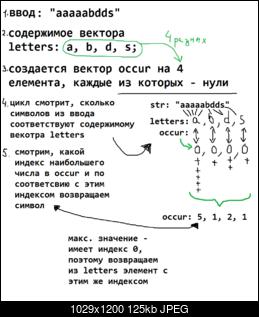 1. ввод: "aaaaabdds"
2. содержимое вектора
letters: a, b, d, s;
4 разных
3. создается вектор occur на 4
элемента, каждые из которых - нули
4. цикл смотрит, сколько
символов из ввода
соответствуют содержимому
векотра letters
str: "aaaaabdds"
letters: a, b, d, s
occur:
0, 0, 0, 0
+ + + +
+ +
+
+
+
occur: 5, 1, 2, 1
5. смотрим, какой
индекс наибольшего
числа в occur и по
соответсвию с этим
индексом возвращаем
символ
макс. значение -
имеет индекс 0,
поэтому возвращаем
из letters элемент с
этим же индексом
1029x1200 125kb JPEG